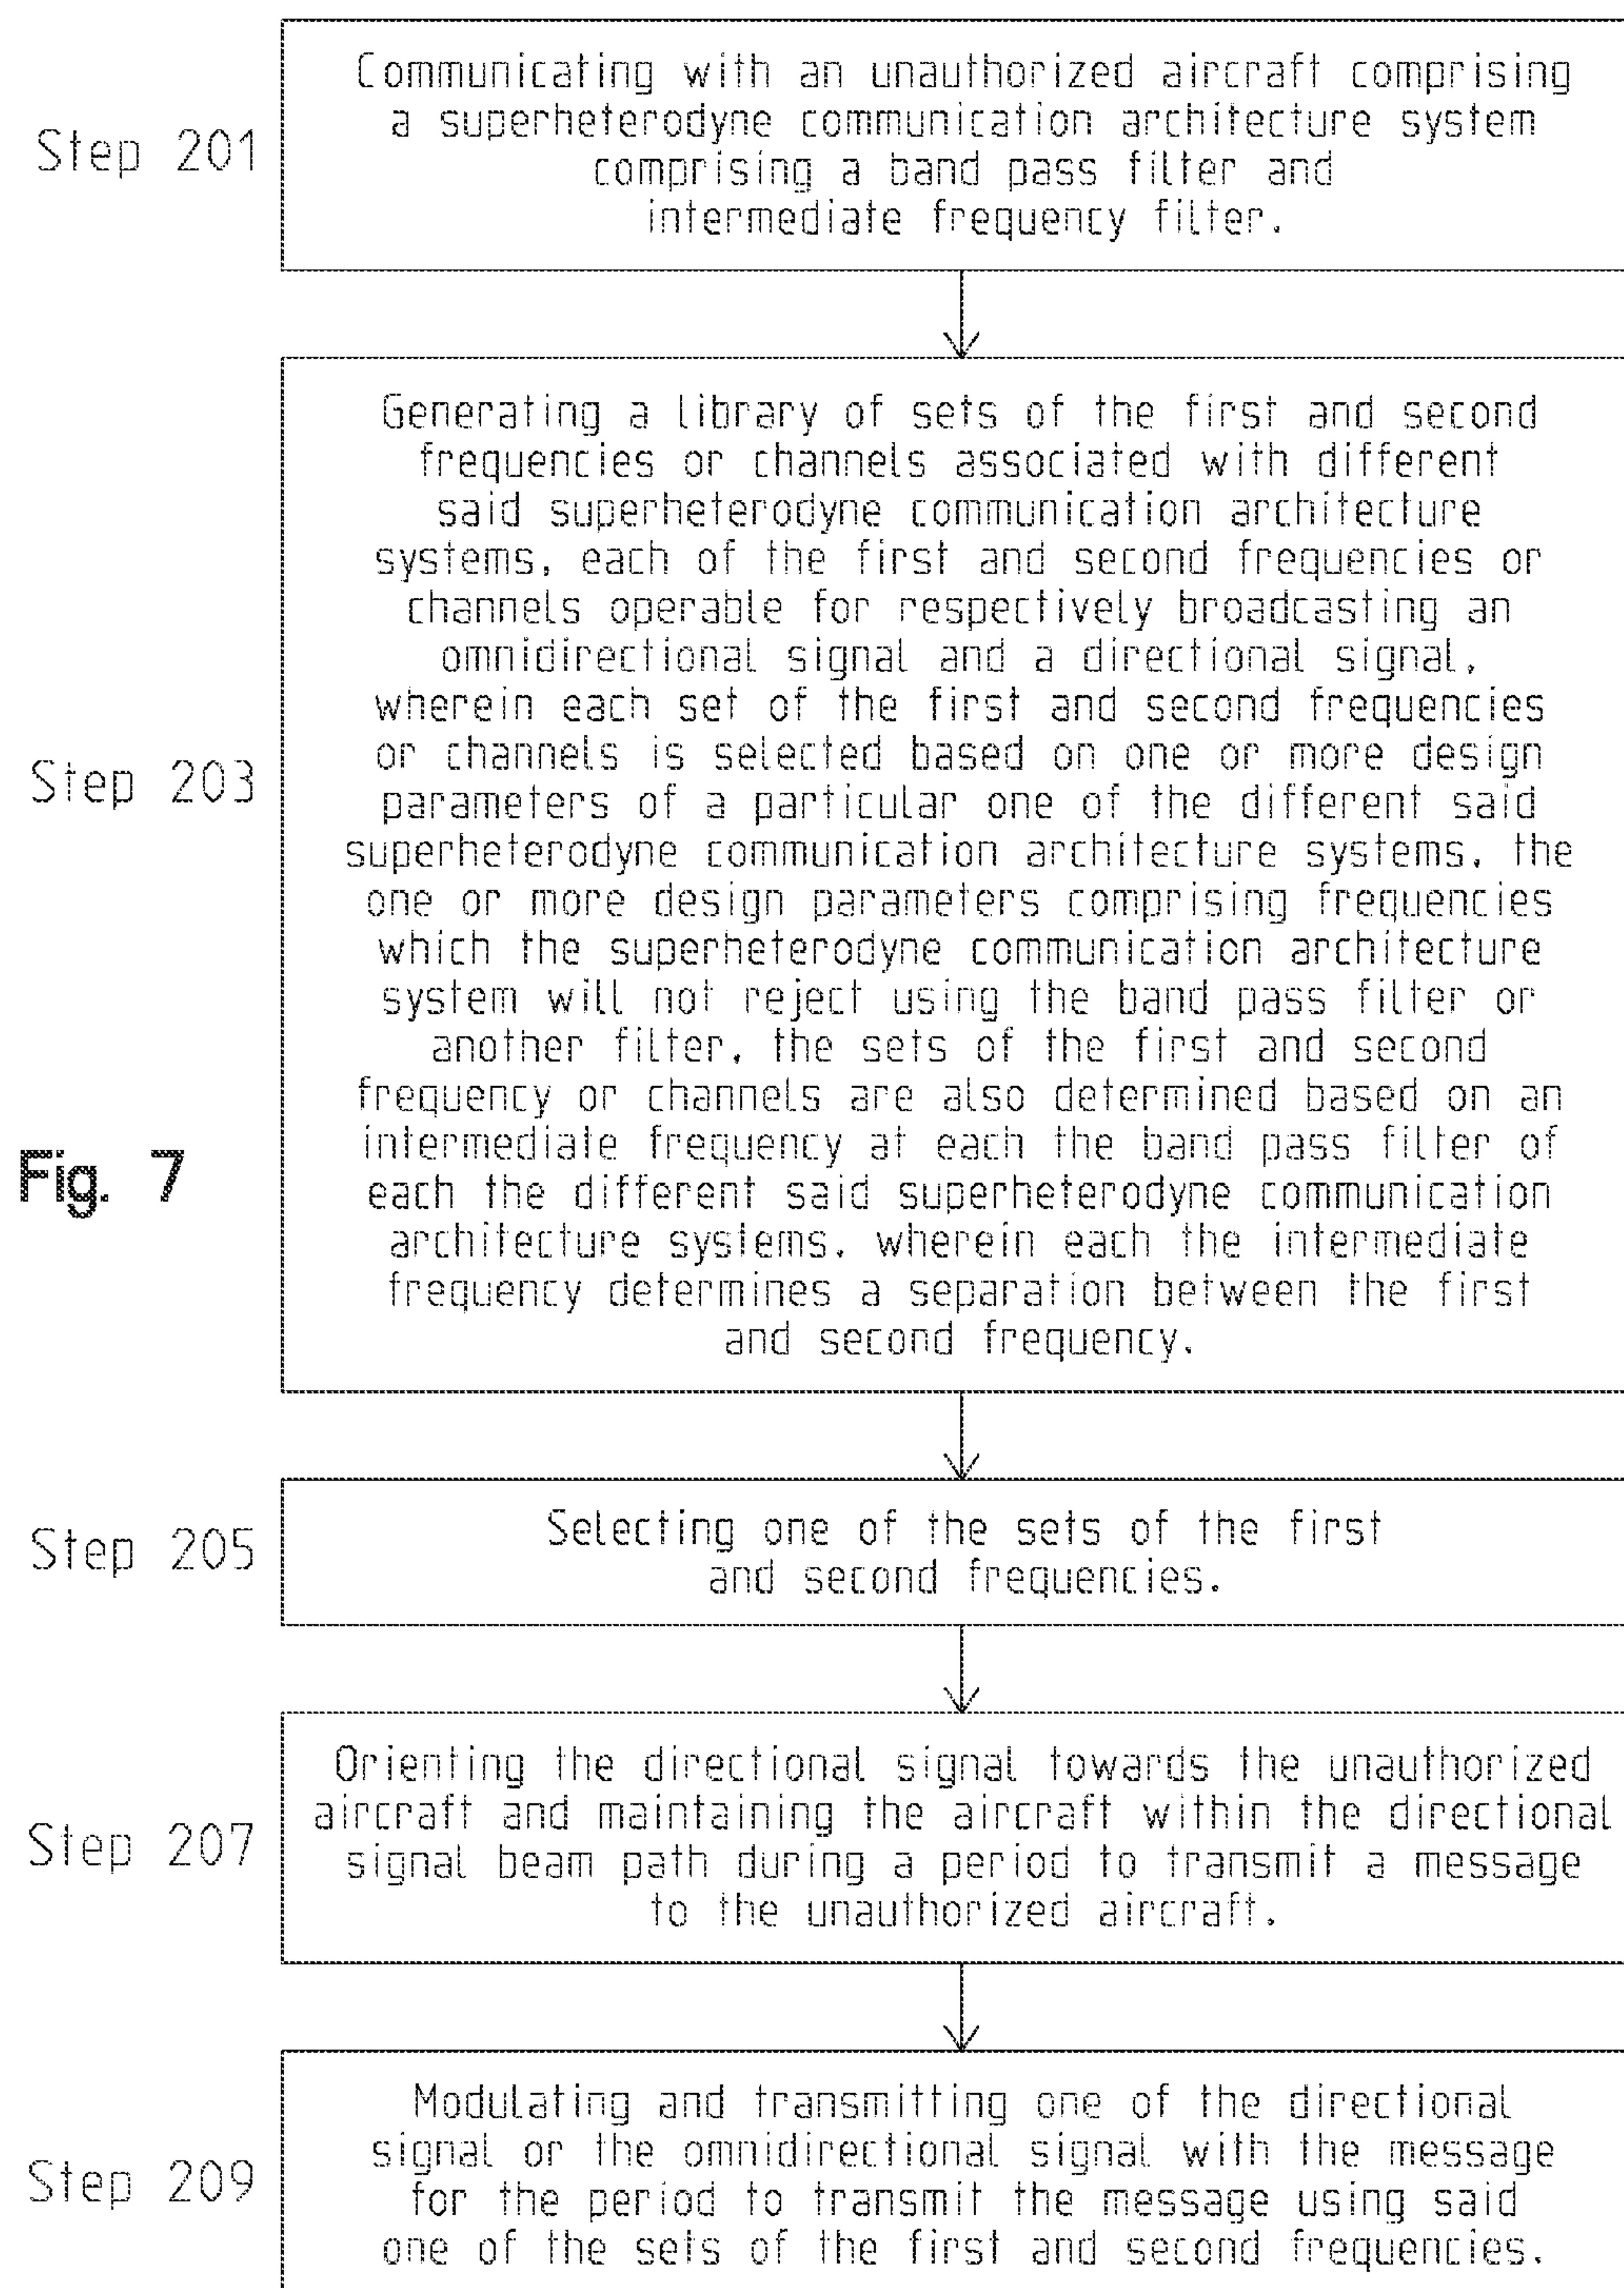 Step 201
Communicating with an unauthorized aircraft comprising
a superheterodyne communication architecture system
comprising a band pass filter and
intermediate frequency filter.
Step 203
Generating a library of sets of the first and second
frequencies or channels associated with different
said superheterodyne communication architecture
systems, each of the first and second frequencies or
channels operable for respectively broadcasting an
omnidirectional signal and a directional signal,
wherein each set of the first and second frequencies
or channels is selected based on one or more design
parameters of a particular one of the different said
superheterodyne communication architecture systems, the
one or more design parameters comprising frequencies
which the superheterodyne communication architecture
system will not reject using the band pass filter or
another filter, the sets of the first and second
frequency or channels are also determined based on an
intermediate frequency at each the band pass filter of
each the different said superheterodyne communication
architecture systems, wherein each the intermediate
frequency determines a separation between the first
and second frequency.
Fig. 7
Step 205
Selecting one of the sets of the first
and second frequencies.
Step 207
Orienting the directional signal towards the unauthorized
aircraft and maintaining the aircraft within the directional
signal beam path during a period to transmit a message
to the unauthorized aircraft.
Step 209
Modulating and transmitting one of the directional
signal or the omnidirectional signal with the message
for the period to transmit the message using said
one of the sets of the first and second frequencies.